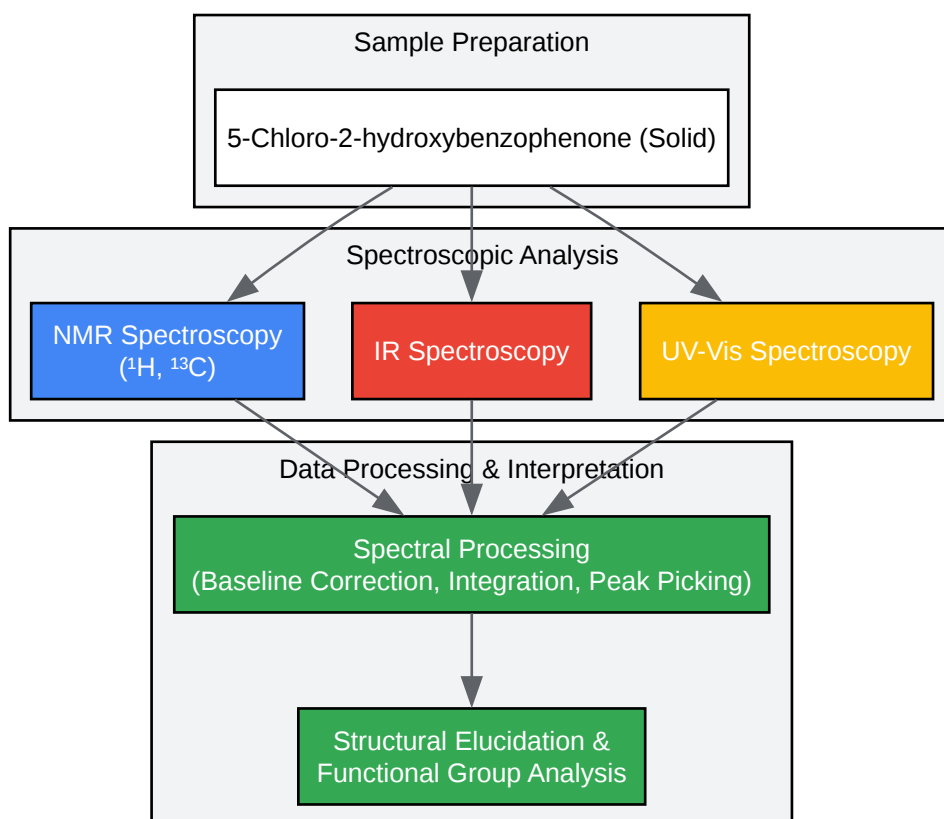 Sample Preparation
5-Chloro-2-hydroxybenzophenone (Solid)
Spectroscopic Analysis
NMR Spectroscopy
(¹H, ¹³C)
IR Spectroscopy
UV-Vis Spectroscopy
Data Processing & Interpretation
Spectral Processing
(Baseline Correction, Integration, Peak Picking)
Structural Elucidation &
Functional Group Analysis